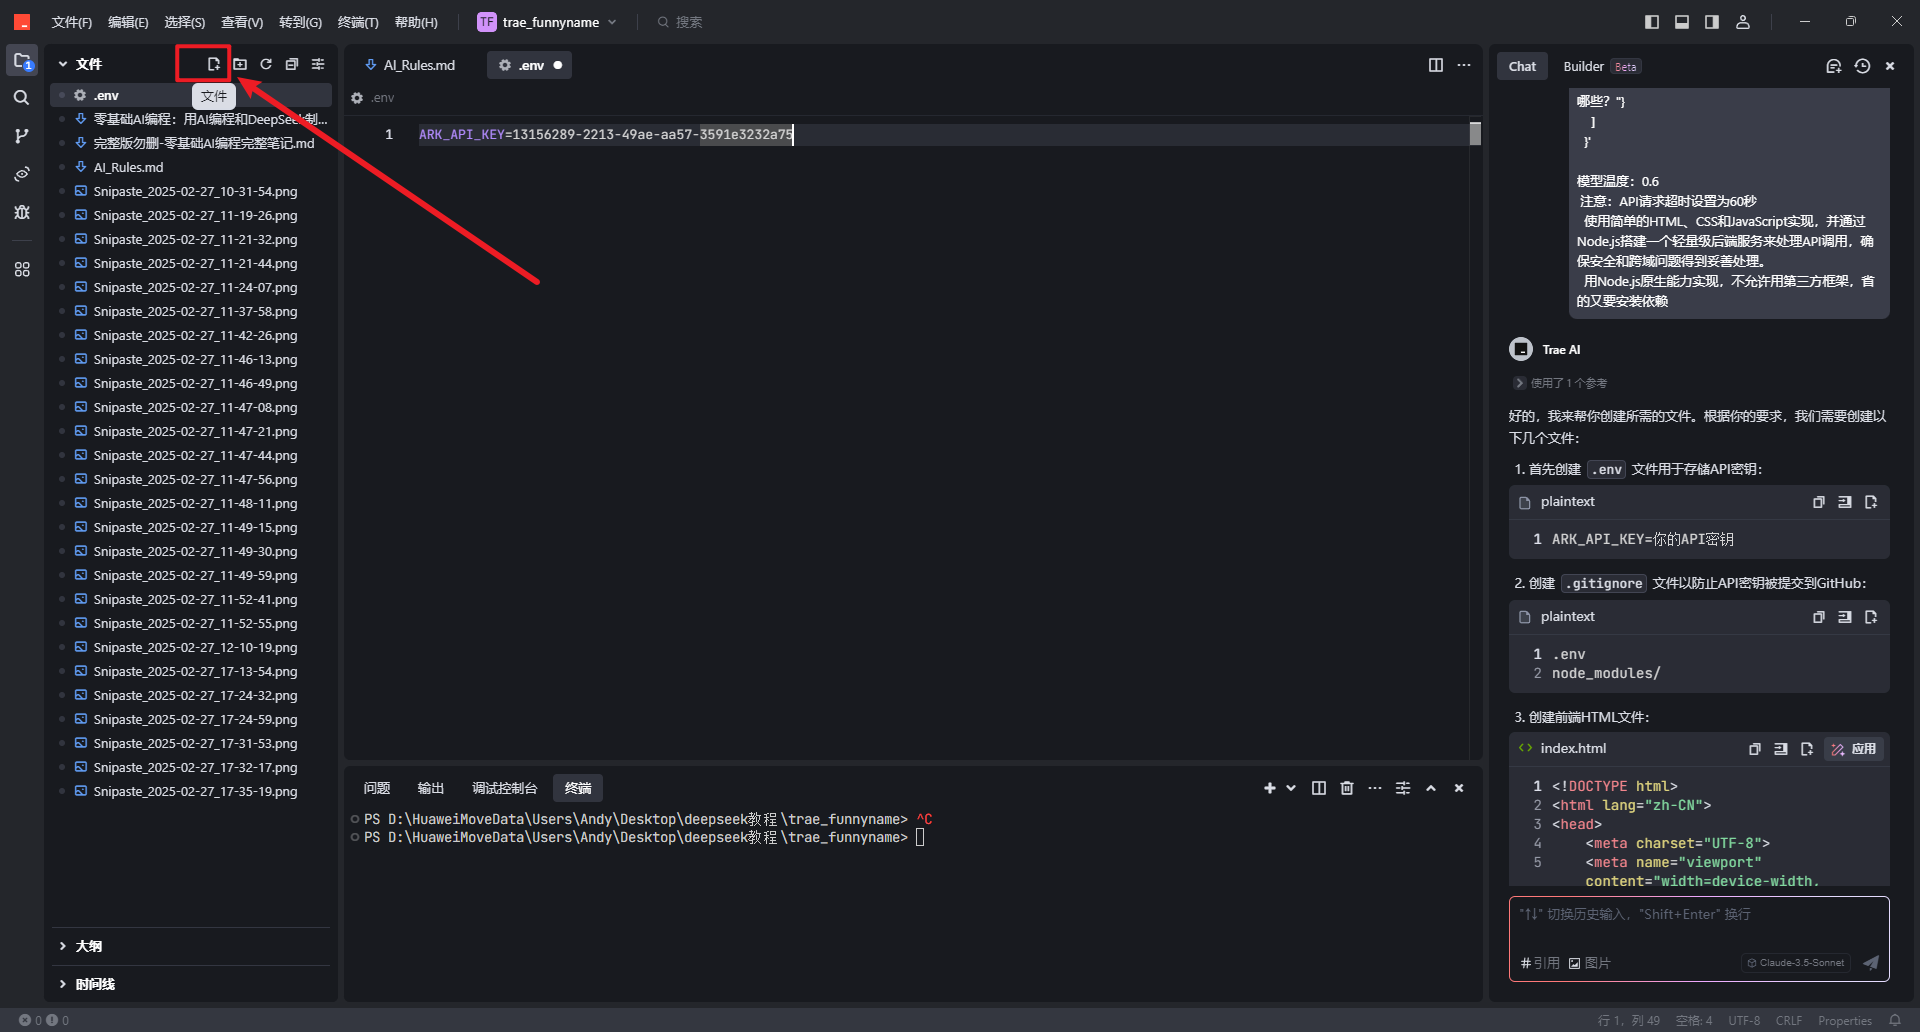 文件(F) 编辑(E) 选择(S) 查看(V) 转到(G) 终端(T) 帮助(H) TF trae_funnyname 搜索
文件
文件
1
.env
零基础AI编程：用AI编程和DeepSeek制...
完整版勿删-零基础AI编程完整笔记.md
AI_Rules.md
Snipaste_2025-02-27_10-31-54.png
Snipaste_2025-02-27_11-19-26.png
Snipaste_2025-02-27_11-21-32.png
Snipaste_2025-02-27_11-21-44.png
Snipaste_2025-02-27_11-24-07.png
Snipaste_2025-02-27_11-37-58.png
Snipaste_2025-02-27_11-42-26.png
Snipaste_2025-02-27_11-46-13.png
Snipaste_2025-02-27_11-46-49.png
Snipaste_2025-02-27_11-47-08.png
Snipaste_2025-02-27_11-47-21.png
Snipaste_2025-02-27_11-47-44.png
Snipaste_2025-02-27_11-47-56.png
Snipaste_2025-02-27_11-48-11.png
Snipaste_2025-02-27_11-49-15.png
Snipaste_2025-02-27_11-49-30.png
Snipaste_2025-02-27_11-49-59.png
Snipaste_2025-02-27_11-52-41.png
Snipaste_2025-02-27_11-52-55.png
Snipaste_2025-02-27_12-10-19.png
Snipaste_2025-02-27_17-13-54.png
Snipaste_2025-02-27_17-24-32.png
Snipaste_2025-02-27_17-24-59.png
Snipaste_2025-02-27_17-31-53.png
Snipaste_2025-02-27_17-32-17.png
Snipaste_2025-02-27_17-35-19.png
大纲
时间线
AI_Rules.md .env
.env
1 ARK_API_KEY=13156289-2213-49ae-aa57-3591e3232a75
问题 输出 调试控制台 终端
PS D:\HuaweiMoveData\Users\Andy\Desktop\deepseek教程\trae_funnyname> ^C
PS D:\HuaweiMoveData\Users\Andy\Desktop\deepseek教程\trae_funnyname>
Chat Builder Beta
哪些？"}
]
}'
模型温度：0.6
注意：API请求超时设置为60秒
使用简单的HTML、CSS和JavaScript实现，并通过
Node.js搭建一个轻量级后端服务来处理API调用，确
保安全和跨域问题得到妥善处理。
用Node.js原生能力实现，不允许用第三方框架，省
的又要安装依赖
Trae AI
使用了 1 个参考
好的，我来帮你创建所需的文件。根据你的要求，我们需要创建以
下几个文件：
1. 首先创建 .env 文件用于存储API密钥：
plaintext
1 ARK_API_KEY=你的API密钥
2. 创建 .gitignore 文件以防止API密钥被提交到GitHub：
plaintext
1 .env
2 node_modules/
3. 创建前端HTML文件：
index.html 应用
1 <!DOCTYPE html>
2 <html lang="zh-CN">
3 <head>
4 <meta charset="UTF-8">
5 <meta name="viewport"
content="width=device-width,
"↑↓" 切换历史输入，"Shift+Enter" 换行
# 引用 图片 Claude-3.5-Sonnet
0 0 行 1，列 49 空格: 4 UTF-8 CRLF Properties